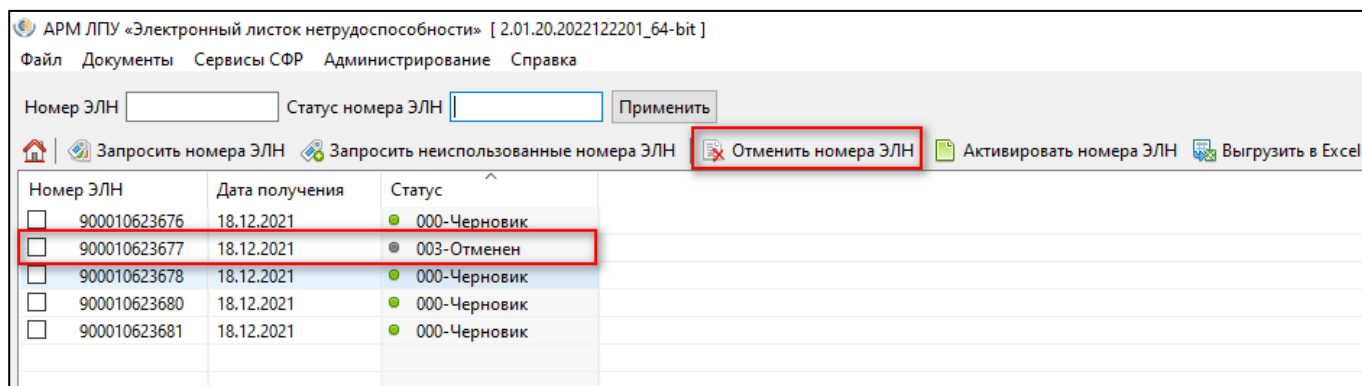 АРМ ЛПУ «Электронный листок нетрудоспособности» [ 2.01.20.2022122201_64-bit ]
Файл Документы Сервисы СФР Администрирование Справка
Номер ЭЛН Статус номера ЭЛН Применить
Запросить номера ЭЛН Запросить неиспользованные номера ЭЛН Отменить номера ЭЛН Активировать номера ЭЛН Выгрузить в Excel
Номер ЭЛН Дата получения Статус
900010623676 18.12.2021 000-Черновик
900010623677 18.12.2021 003-Отменен
900010623678 18.12.2021 000-Черновик
900010623680 18.12.2021 000-Черновик
900010623681 18.12.2021 000-Черновик